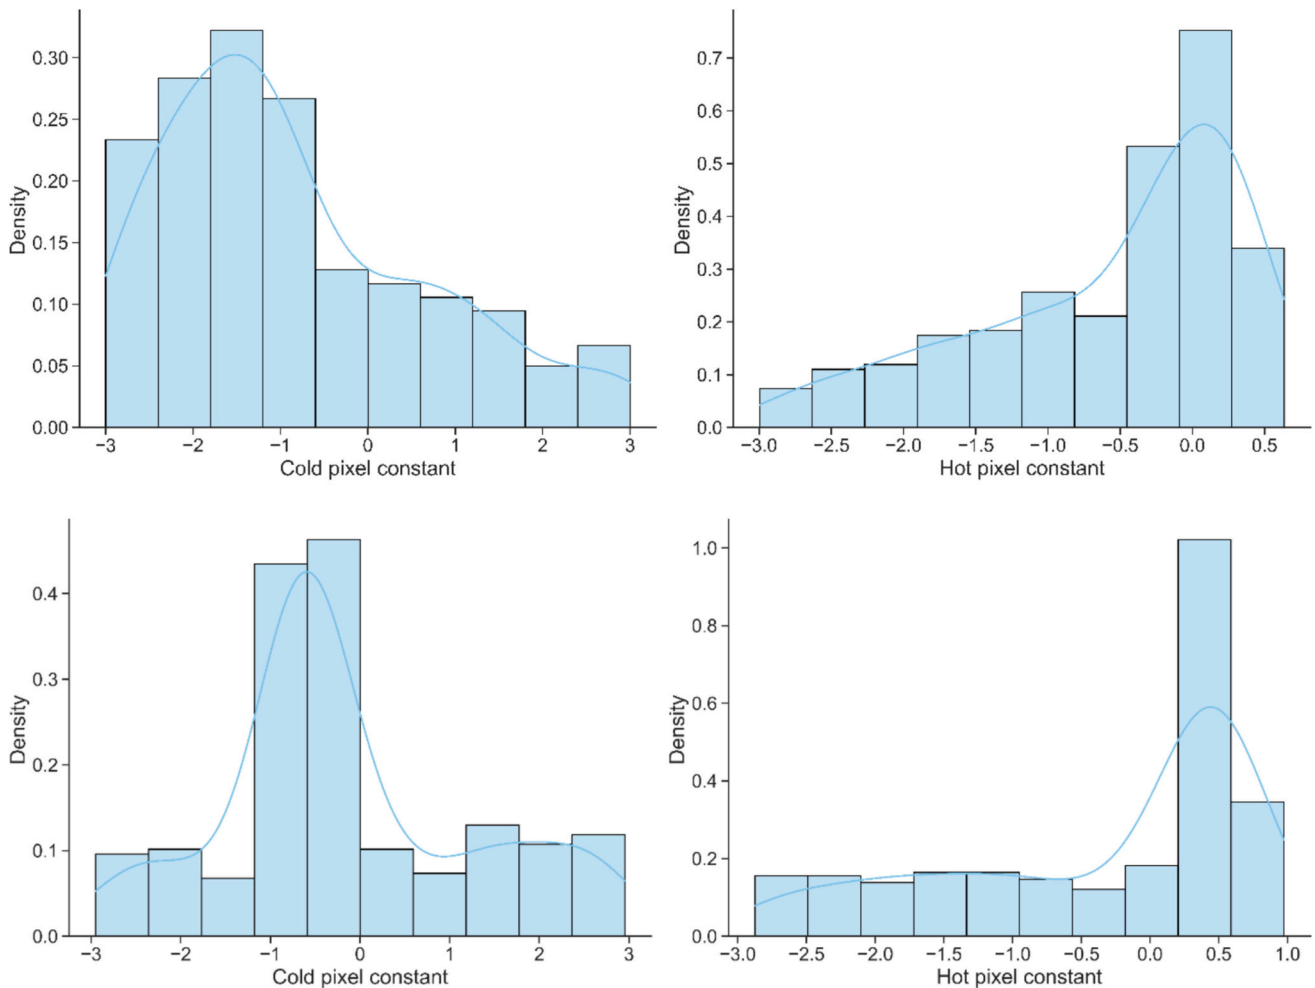 0.30
0.25
0.20
0.15
0.10
0.05
0.00
Density
−3 −2 −1 0 1 2 3
Cold pixel constant
0.7
0.6
0.5
0.4
0.3
0.2
0.1
0.0
Density
−3.0 −2.5 −2.0 −1.5 −1.0 −0.5 0.0 0.5
Hot pixel constant
0.4
0.3
0.2
0.1
0.0
Density
−3 −2 −1 0 1 2 3
Cold pixel constant
1.0
0.8
0.6
0.4
0.2
0.0
Density
−3.0 −2.5 −2.0 −1.5 −1.0 −0.5 0.0 0.5 1.0
Hot pixel constant